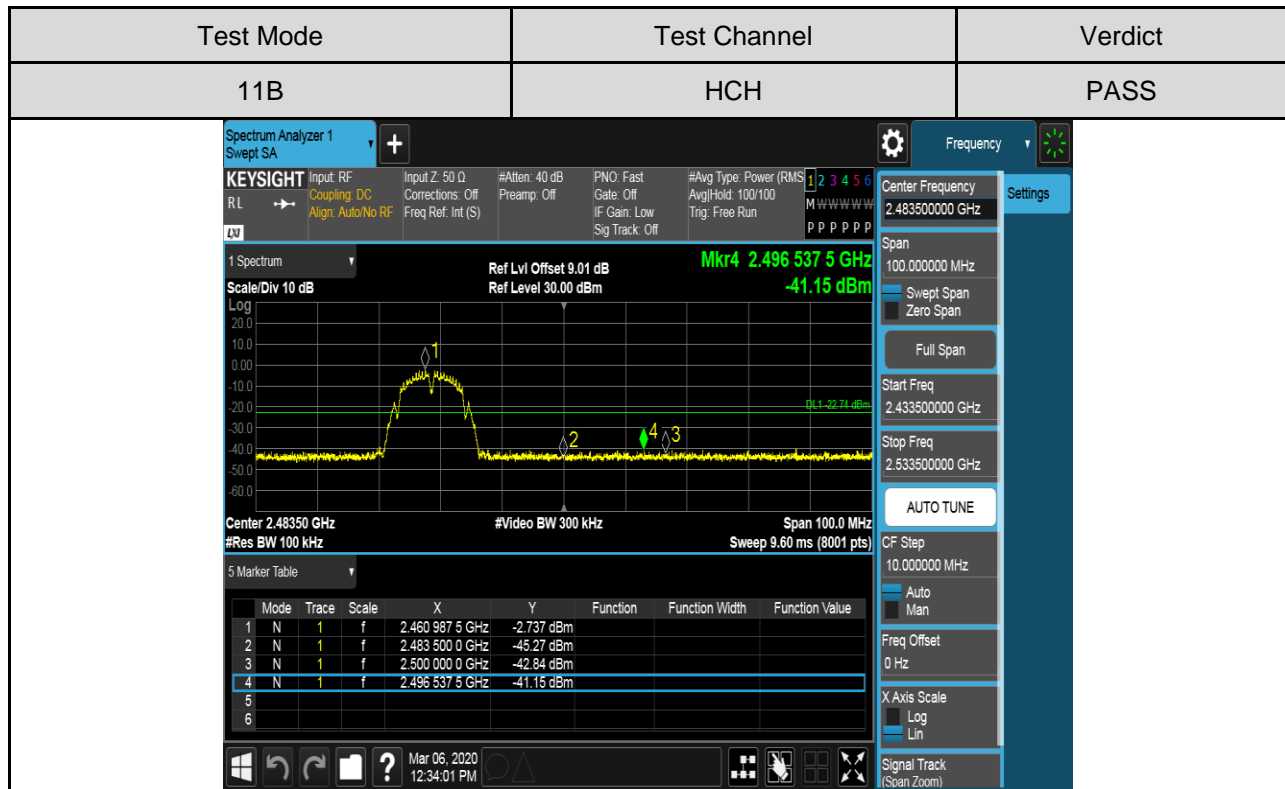 Test Mode Test Channel Verdict
11B HCH PASS
Spectrum Analyzer 1
Swept SA
+
Frequency
KEYSIGHT Input: RF Input Z: 50 Ω #Atten: 40 dB PNO: Fast #Avg Type: Power (RMS 1 2 3 4 5 6
RL Coupling: DC Corrections: Off Preamp: Off Gate: Off Avg|Hold: 100/100 M W W W W W
Align: Auto/No RF Freq Ref: Int (S) IF Gain: Low Trig: Free Run
LXI Sig Track: Off P P P P P P
Center Frequency
2.483500000 GHz
Settings
1 Spectrum
Ref Lvl Offset 9.01 dB
Mkr4 2.496 537 5 GHz
Scale/Div 10 dB Ref Level 30.00 dBm -41.15 dBm
Log
20.0
10.0
0.00
-10.0
-20.0
-30.0
-40.0
-50.0
-60.0
1
2
4
3
DL1 -22.74 dBm
Center 2.48350 GHz #Video BW 300 kHz Span 100.0 MHz
#Res BW 100 kHz Sweep 9.60 ms (8001 pts)
Span
100.000000 MHz
Swept Span
Zero Span
Full Span
Start Freq
2.433500000 GHz
Stop Freq
2.533500000 GHz
AUTO TUNE
CF Step
10.000000 MHz
Auto
Man
Freq Offset
0 Hz
X Axis Scale
Log
Lin
Signal Track
(Span Zoom)
5 Marker Table
Mode Trace Scale X Y Function Function Width Function Value
1 N 1 f 2.460 987 5 GHz -2.737 dBm
2 N 1 f 2.483 500 0 GHz -45.27 dBm
3 N 1 f 2.500 000 0 GHz -42.84 dBm
4 N 1 f 2.496 537 5 GHz -41.15 dBm
5
6
? Mar 06, 2020
12:34:01 PM